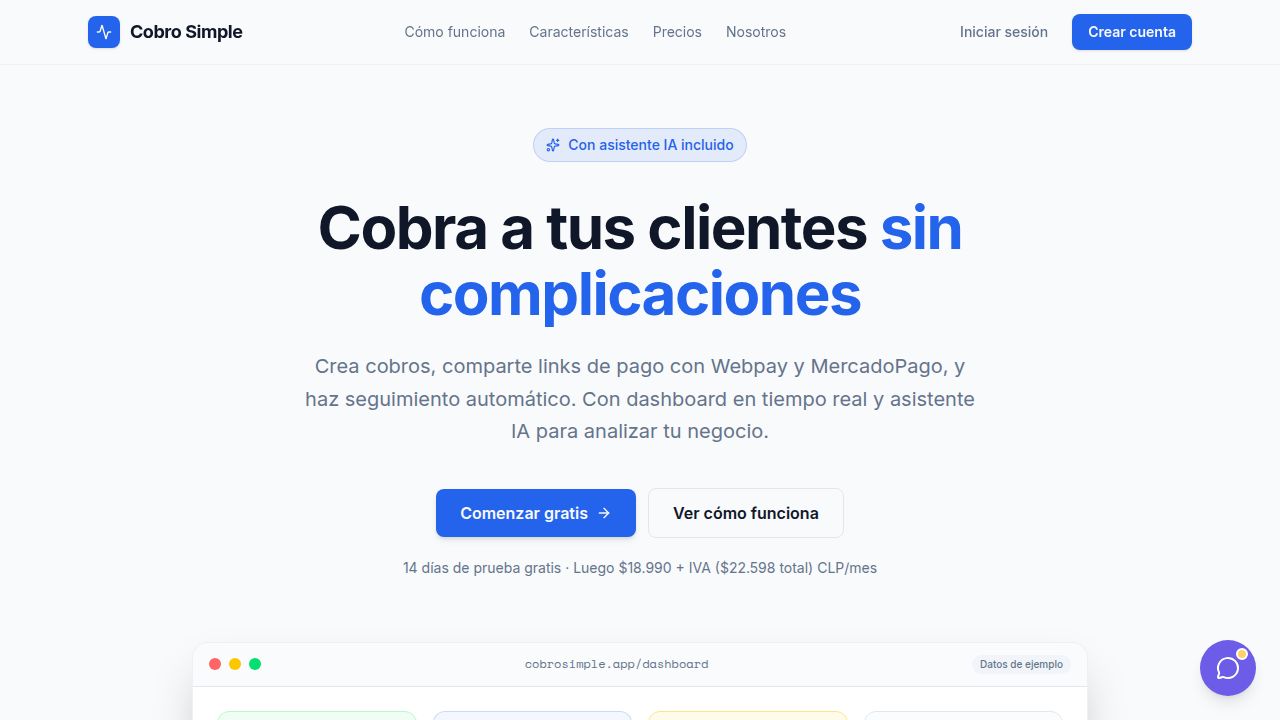 Cobro Simple
Cómo funciona
Características
Precios
Nosotros
Iniciar sesión
Crear cuenta
Con asistente IA incluido
Cobra a tus clientes sin
complicaciones
Crea cobros, comparte links de pago con Webpay y MercadoPago, y
haz seguimiento automático. Con dashboard en tiempo real y asistente
IA para analizar tu negocio.
Comenzar gratis
Ver cómo funciona
14 días de prueba gratis · Luego $18.990 + IVA ($22.598 total) CLP/mes
cobrosimple.app/dashboard
Datos de ejemplo